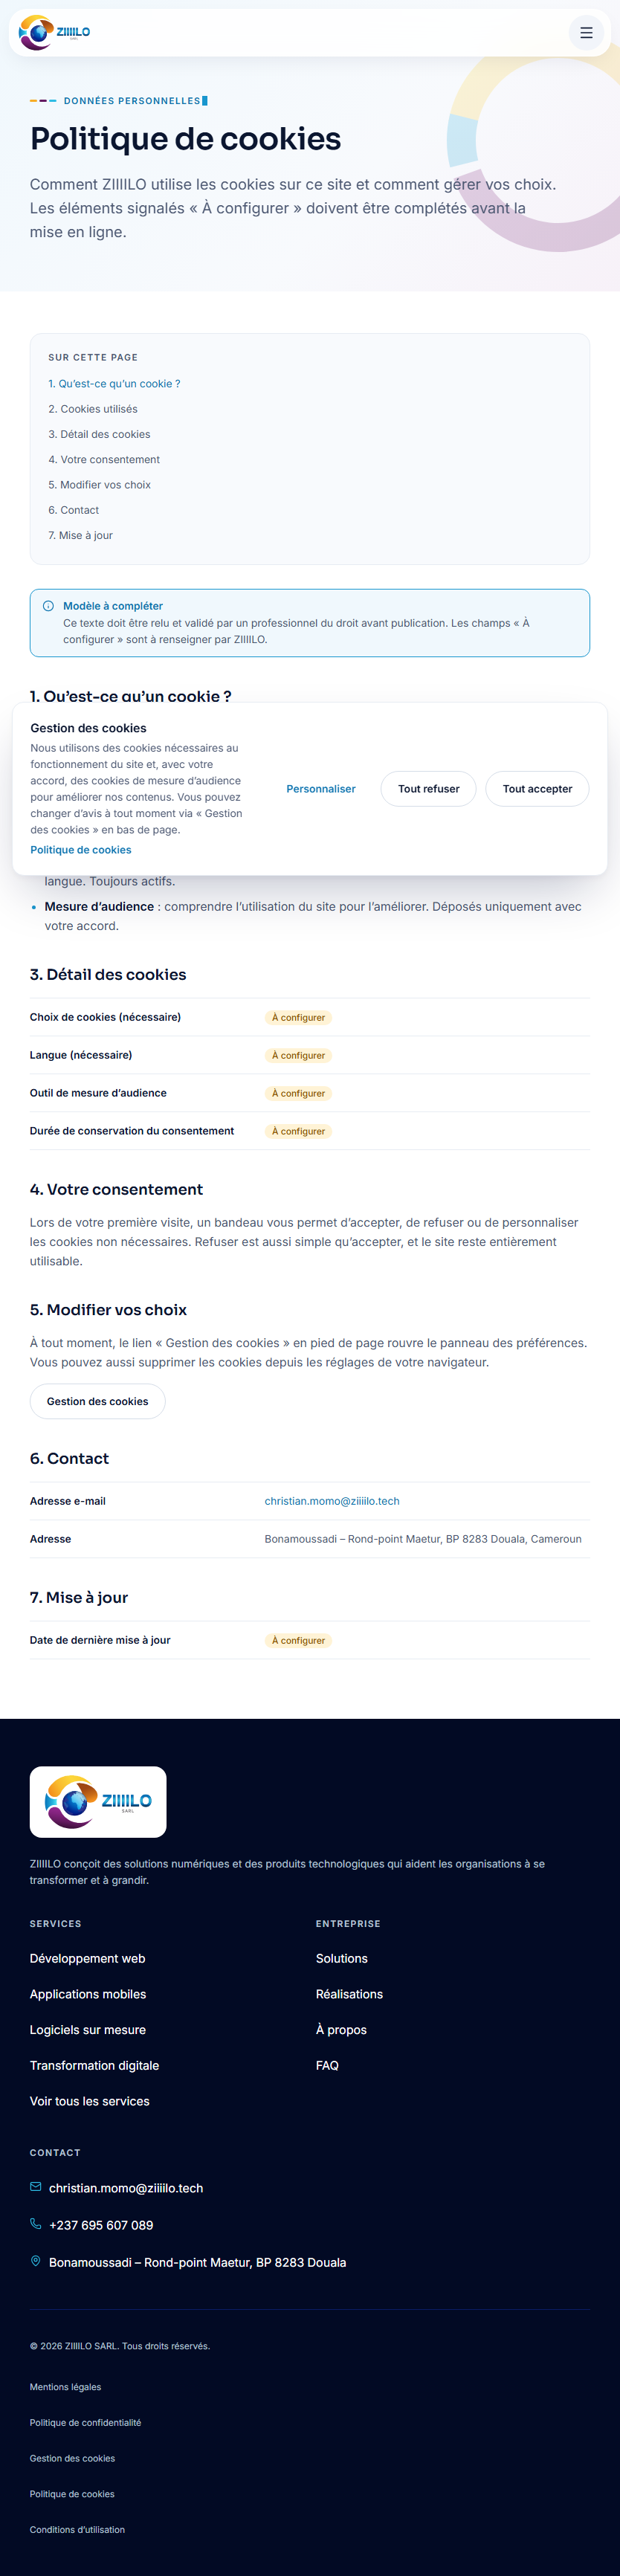 ZIIIILO
SARL
DONNÉES PERSONNELLES
Politique de cookies
Comment ZIIIILO utilise les cookies sur ce site et comment gérer vos choix.
Les éléments signalés « À configurer » doivent être complétés avant la
mise en ligne.
SUR CETTE PAGE
1. Qu’est-ce qu’un cookie ?
2. Cookies utilisés
3. Détail des cookies
4. Votre consentement
5. Modifier vos choix
6. Contact
7. Mise à jour
Modèle à compléter
Ce texte doit être relu et validé par un professionnel du droit avant publication. Les champs « À
configurer » sont à renseigner par ZIIIILO.
1. Qu’est-ce qu’un cookie ?
Gestion des cookies
Nous utilisons des cookies nécessaires au
fonctionnement du site et, avec votre
accord, des cookies de mesure d’audience
pour améliorer nos contenus. Vous pouvez
changer d’avis à tout moment via « Gestion
des cookies » en bas de page.
Politique de cookies
Personnaliser
Tout refuser
Tout accepter
langue. Toujours actifs.
• Mesure d’audience : comprendre l’utilisation du site pour l’améliorer. Déposés uniquement avec
votre accord.
3. Détail des cookies
Choix de cookies (nécessaire) À configurer
Langue (nécessaire) À configurer
Outil de mesure d’audience À configurer
Durée de conservation du consentement À configurer
4. Votre consentement
Lors de votre première visite, un bandeau vous permet d’accepter, de refuser ou de personnaliser
les cookies non nécessaires. Refuser est aussi simple qu’accepter, et le site reste entièrement
utilisable.
5. Modifier vos choix
À tout moment, le lien « Gestion des cookies » en pied de page rouvre le panneau des préférences.
Vous pouvez aussi supprimer les cookies depuis les réglages de votre navigateur.
Gestion des cookies
6. Contact
Adresse e-mail christian.momo@ziiiilo.tech
Adresse Bonamoussadi – Rond-point Maetur, BP 8283 Douala, Cameroun
7. Mise à jour
Date de dernière mise à jour À configurer
ZIIIILO
SARL
ZIIIILO conçoit des solutions numériques et des produits technologiques qui aident les organisations à se
transformer et à grandir.
SERVICES
Développement web
Applications mobiles
Logiciels sur mesure
Transformation digitale
Voir tous les services
ENTREPRISE
Solutions
Réalisations
À propos
FAQ
CONTACT
christian.momo@ziiiilo.tech
+237 695 607 089
Bonamoussadi – Rond-point Maetur, BP 8283 Douala
© 2026 ZIIIILO SARL. Tous droits réservés.
Mentions légales
Politique de confidentialité
Gestion des cookies
Politique de cookies
Conditions d’utilisation